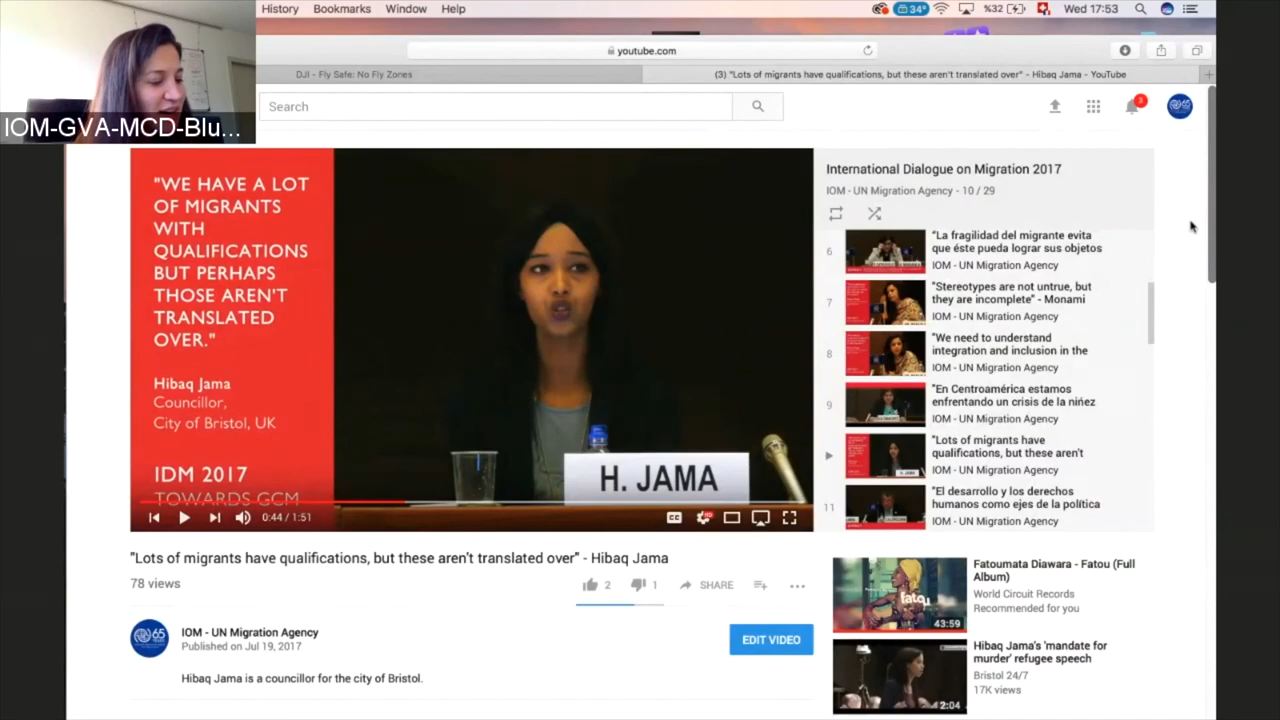 History Bookmarks Window Help
34° %32 Wed 17:53
youtube.com
DJI - Fly Safe: No Fly Zones
(3) "Lots of migrants have qualifications, but these aren't translated over" - Hibaq Jama - YouTube
IOM-GVA-MCD-Blu...
Search
3
65
"WE HAVE A LOT
OF MIGRANTS
WITH
QUALIFICATIONS
BUT PERHAPS
THOSE AREN'T
TRANSLATED
OVER."
Hibaq Jama
Councillor,
City of Bristol, UK
IDM 2017
TOWARDS GCM
H. JAMA
0:44 / 1:51
HD
International Dialogue on Migration 2017
IOM - UN Migration Agency - 10 / 29
6
"La fragilidad del migrante evita
que éste pueda lograr sus objetos
IOM - UN Migration Agency
7
"Stereotypes are not untrue, but
they are incomplete" - Monami
IOM - UN Migration Agency
8
"We need to understand
integration and inclusion in the
IOM - UN Migration Agency
9
"En Centroamérica estamos
enfrentando un crisis de la niñez
IOM - UN Migration Agency
"Lots of migrants have
qualifications, but these aren't
IOM - UN Migration Agency
11
"El desarrollo y los derechos
humanos como ejes de la política
IOM - UN Migration Agency
"Lots of migrants have qualifications, but these aren't translated over" - Hibaq Jama
78 views
2 1 SHARE
65
IOM - UN Migration Agency
Published on Jul 19, 2017
EDIT VIDEO
Hibaq Jama is a councillor for the city of Bristol.
fatou
43:59
Fatoumata Diawara - Fatou (Full
Album)
World Circuit Records
Recommended for you
2:04
Hibaq Jama's 'mandate for
murder' refugee speech
Bristol 24/7
17K views